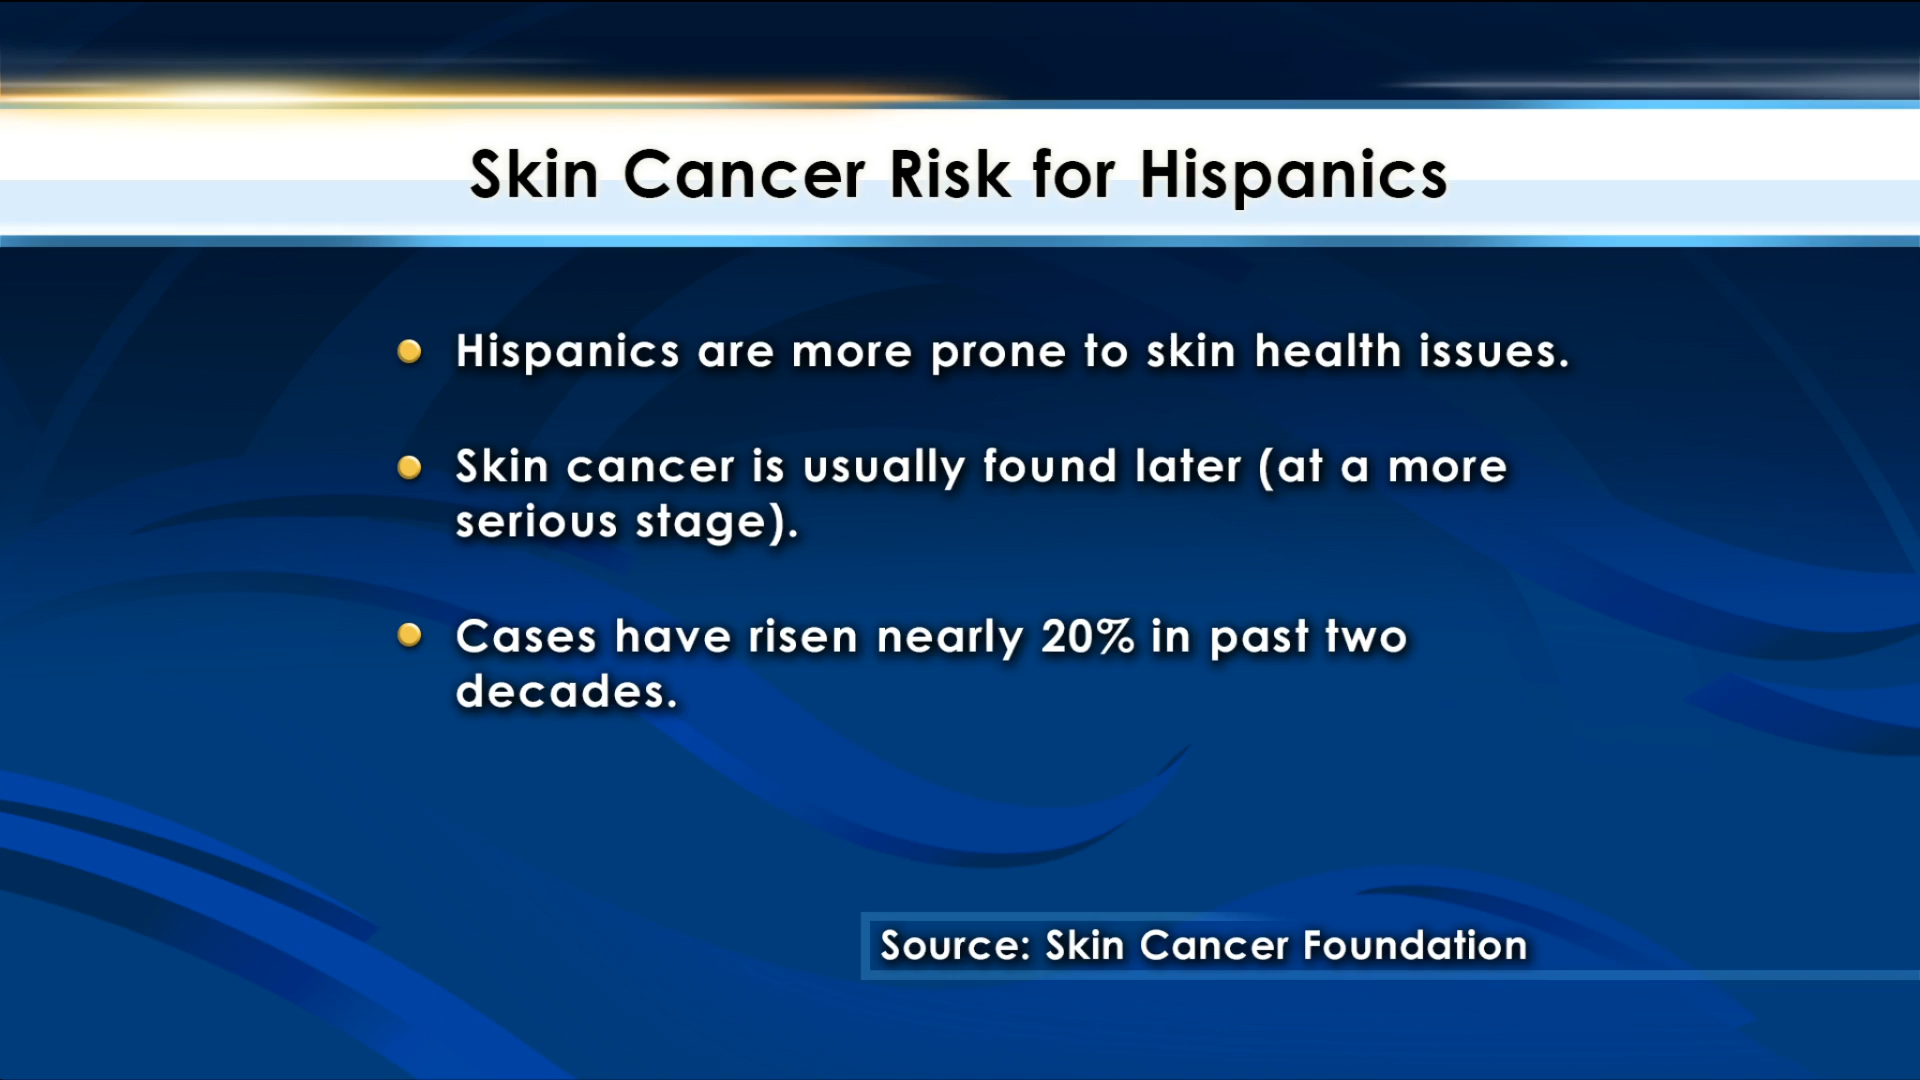 Skin Cancer Risk for Hispanics
Hispanics are more prone to skin health issues.
Skin cancer is usually found later (at a more
serious stage).
Cases have risen nearly 20% in past two
decades.
Source: Skin Cancer Foundation